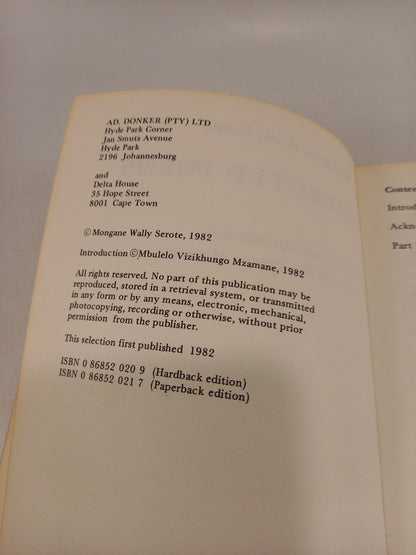 AD. DONKER (PTY) LTD
Hyde Park Corner
Jan Smuts Avenue
Hyde Park
2196 Johannesburg
and
Delta House
35 Hope Street
8001 Cape Town
© Mongane Wally Serote, 1982
Introduction © Mbulelo Vizikhungo Mzamane, 1982
All rights reserved. No part of this publication may be
reproduced, stored in a retrieval system, or transmitted
in any form or by any means, electronic, mechanical,
photocopying, recording or otherwise, without prior
permission from the publisher.
This selection first published 1982
ISBN 0 86852 020 9 (Hardback edition)
ISBN 0 86852 021 7 (Paperback edition)
Conte
Introd
Ackn
Part